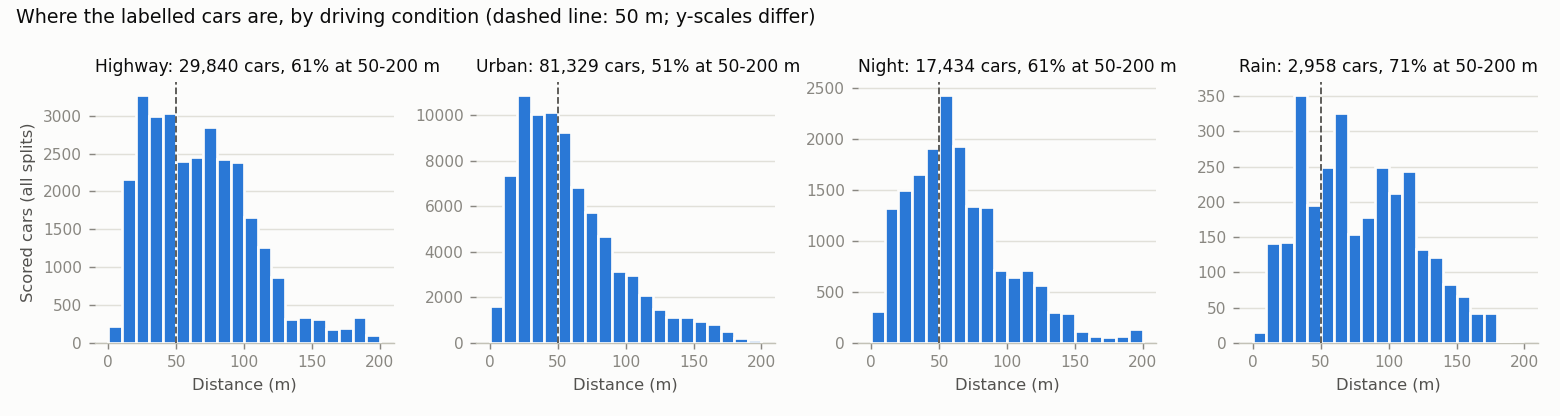 Where the labelled cars are, by driving condition (dashed line: 50 m; y-scales differ)
Highway: 29,840 cars, 61% at 50-200 m
Scored cars (all splits)
3000
2500
2000
1500
1000
500
0
0 50 100 150 200
Distance (m)
Urban: 81,329 cars, 51% at 50-200 m
10000
8000
6000
4000
2000
0
0 50 100 150 200
Distance (m)
Night: 17,434 cars, 61% at 50-200 m
2500
2000
1500
1000
500
0
0 50 100 150 200
Distance (m)
Rain: 2,958 cars, 71% at 50-200 m
350
300
250
200
150
100
50
0
0 50 100 150 200
Distance (m)